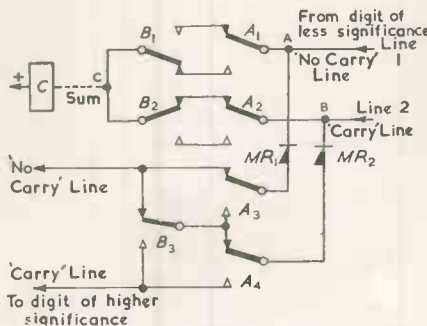 B1
A1
From digit of
less significance
A
Line 1
'No Carry'
Line
+
C
Sum
C
B2
A2
B
Line 2
'Carry' Line
'No
Carry' Line
MR1
MR2
A3
B3
'Carry' Line
A4
To digit of higher
significance